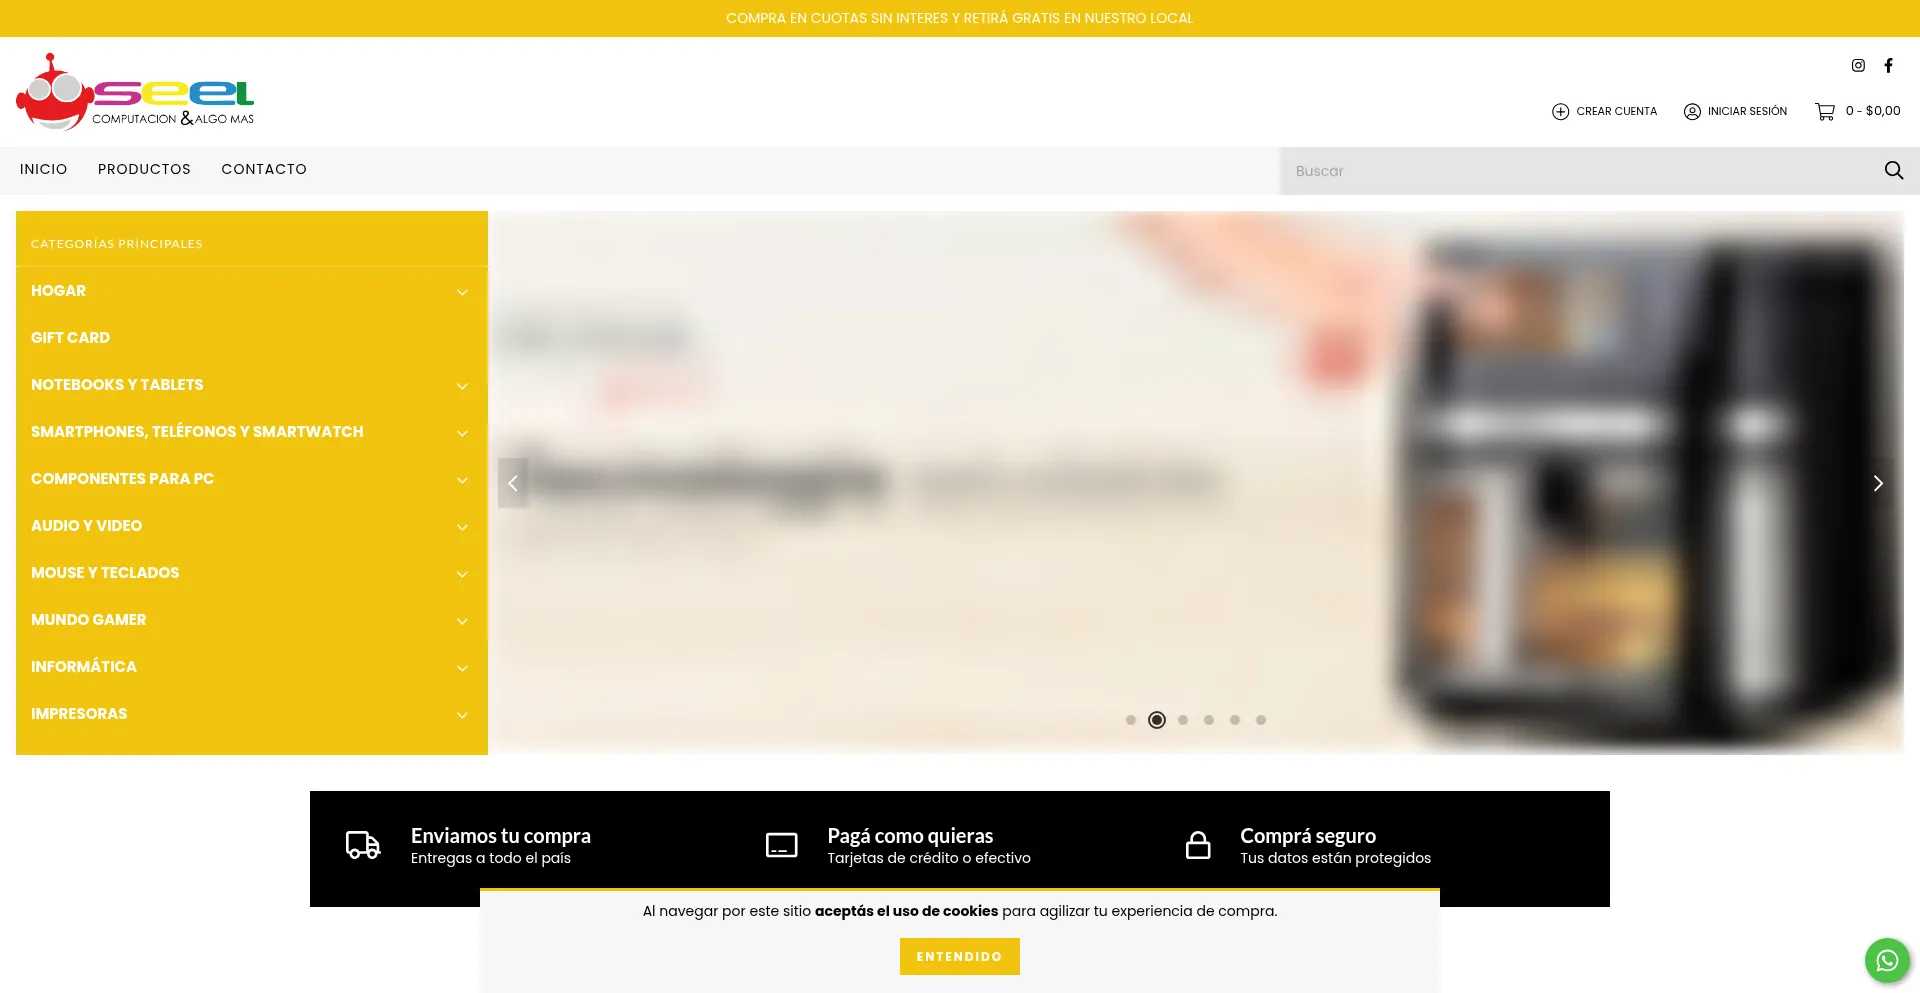 COMPRA EN CUOTAS SIN INTERES Y RETIRÁ GRATIS EN NUESTRO LOCAL
seel
COMPUTACION & ALGO MAS
CREAR CUENTA
INICIAR SESIÓN
0 - $0,00
INICIO
PRODUCTOS
CONTACTO
Buscar
CATEGORÍAS PRINCIPALES
HOGAR
GIFT CARD
NOTEBOOKS Y TABLETS
SMARTPHONES, TELÉFONOS Y SMARTWATCH
COMPONENTES PARA PC
AUDIO Y VIDEO
MOUSE Y TECLADOS
MUNDO GAMER
INFORMÁTICA
IMPRESORAS
Enviamos tu compra
Entregas a todo el país
Pagá como quieras
Tarjetas de crédito o efectivo
Comprá seguro
Tus datos están protegidos
Al navegar por este sitio aceptás el uso de cookies para agilizar tu experiencia de compra.
ENTENDIDO